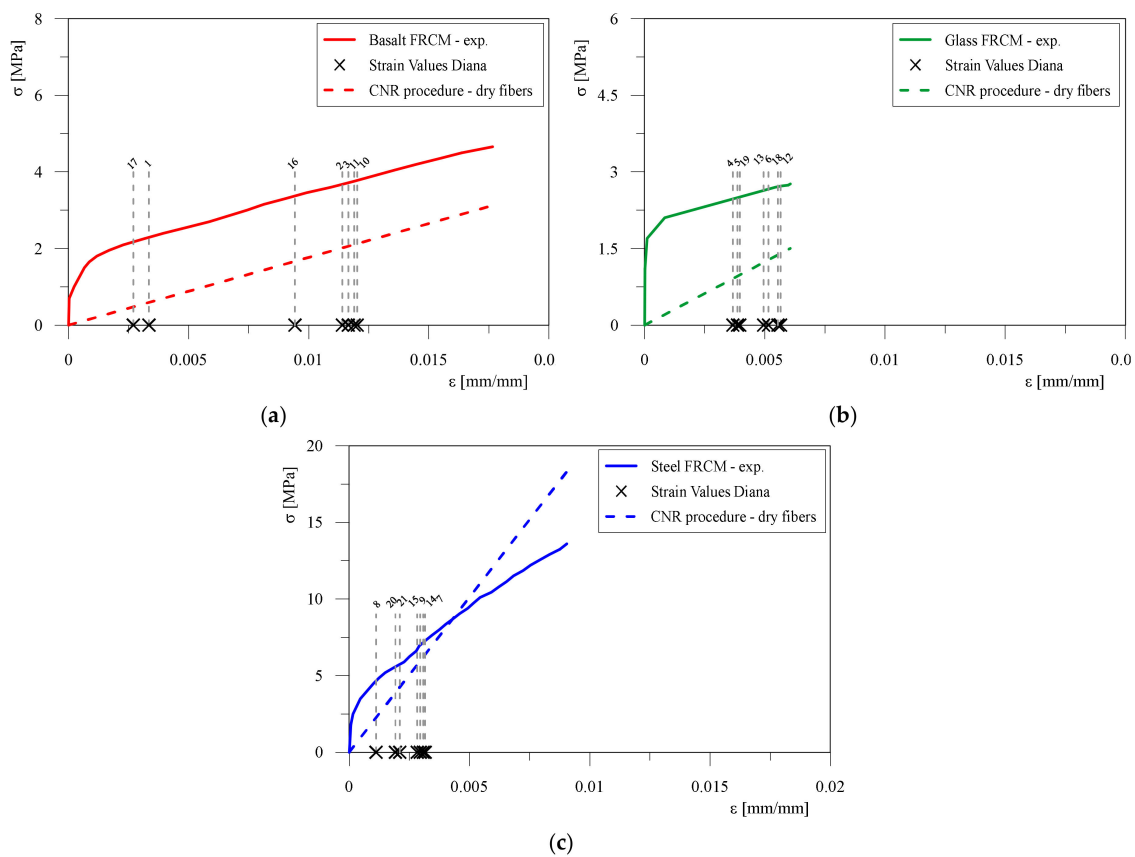 (a)
8
6
4
2
0
σ [MPa]
Basalt FRCM - exp.
Strain Values Diana
CNR procedure - dry fibers
17 1 16 2 3 11 10
0 0.005 0.01 0.015 0.0
ε [mm/mm]
(a)
6
4.5
3
1.5
0
σ [MPa]
Glass FRCM - exp.
Strain Values Diana
CNR procedure - dry fibers
4 5 19 13 6 18 12
0 0.005 0.01 0.015 0.0
ε [mm/mm]
(b)
20
15
10
5
0
σ [MPa]
Steel FRCM - exp.
Strain Values Diana
CNR procedure - dry fibers
8 20 21 15 9 14 7
0 0.005 0.01 0.015 0.02
ε [mm/mm]
(c)